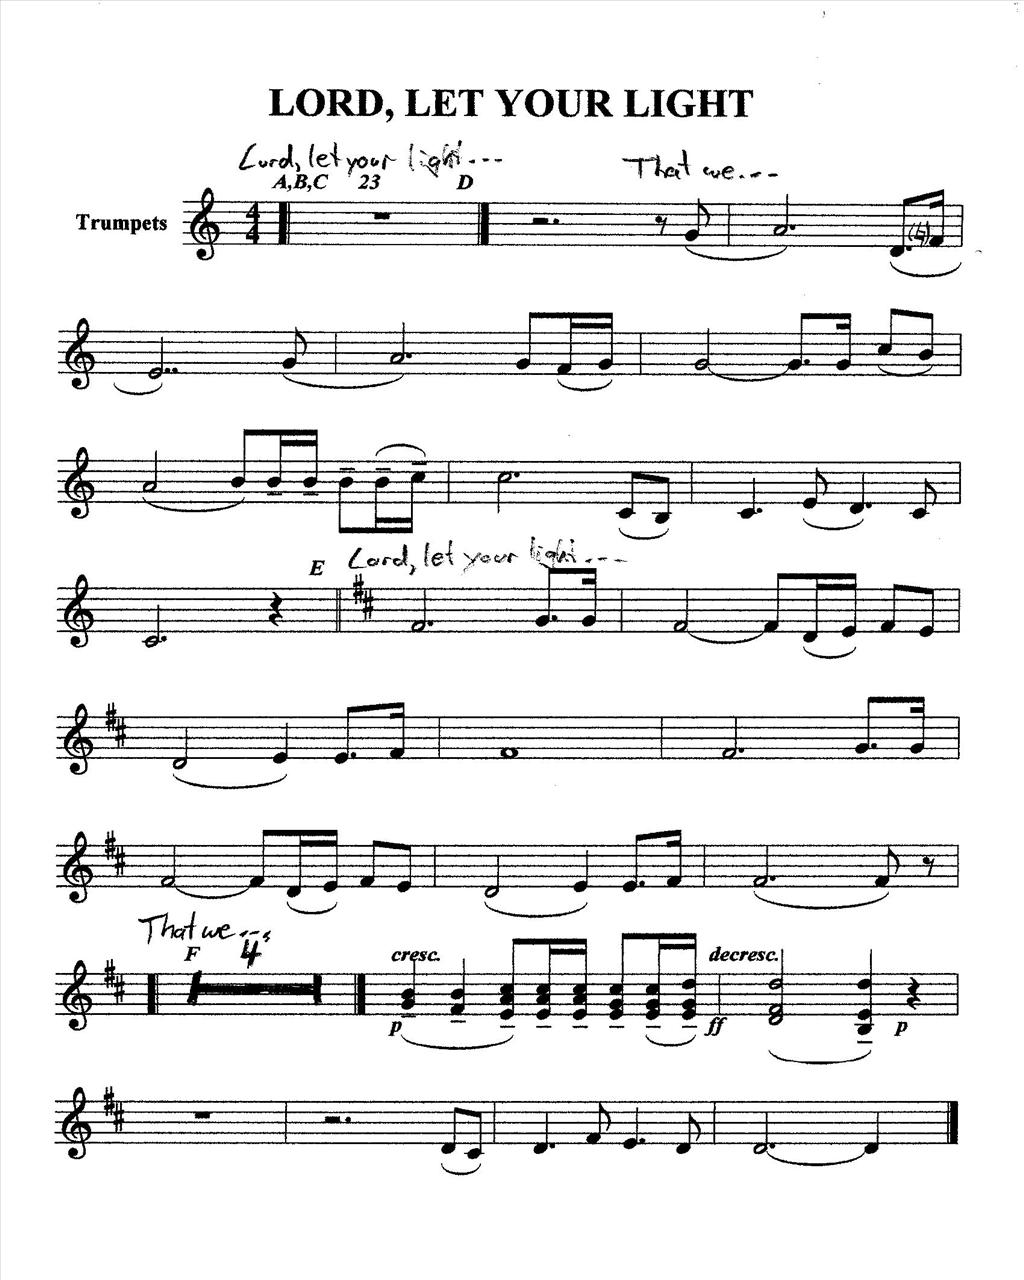 LORD, LET YOUR LIGHT
Lord, let your light...
That we...
A,B,C 23 D
Trumpets
4
4
(♮)
E
Lord, let your light...
That we...
F 4 cresc. decresc.
p ff p